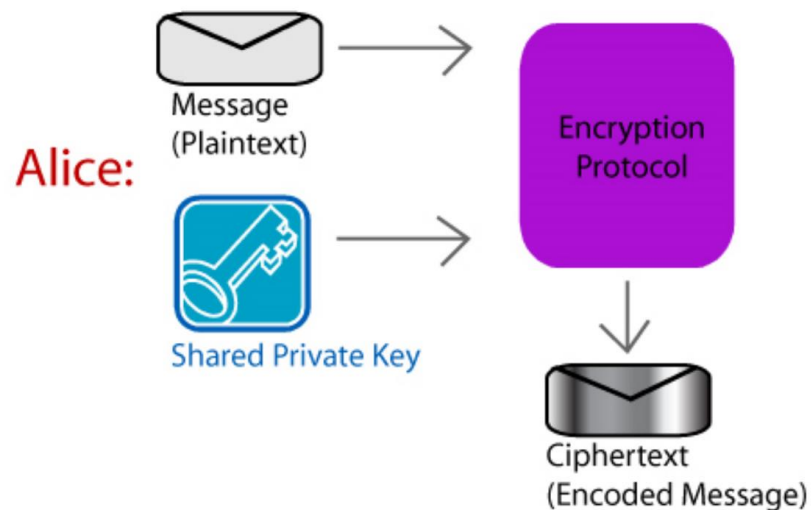 Message
(Plaintext)
Encryption
Protocol
Alice:
Shared Private Key
Ciphertext
(Encoded Message)